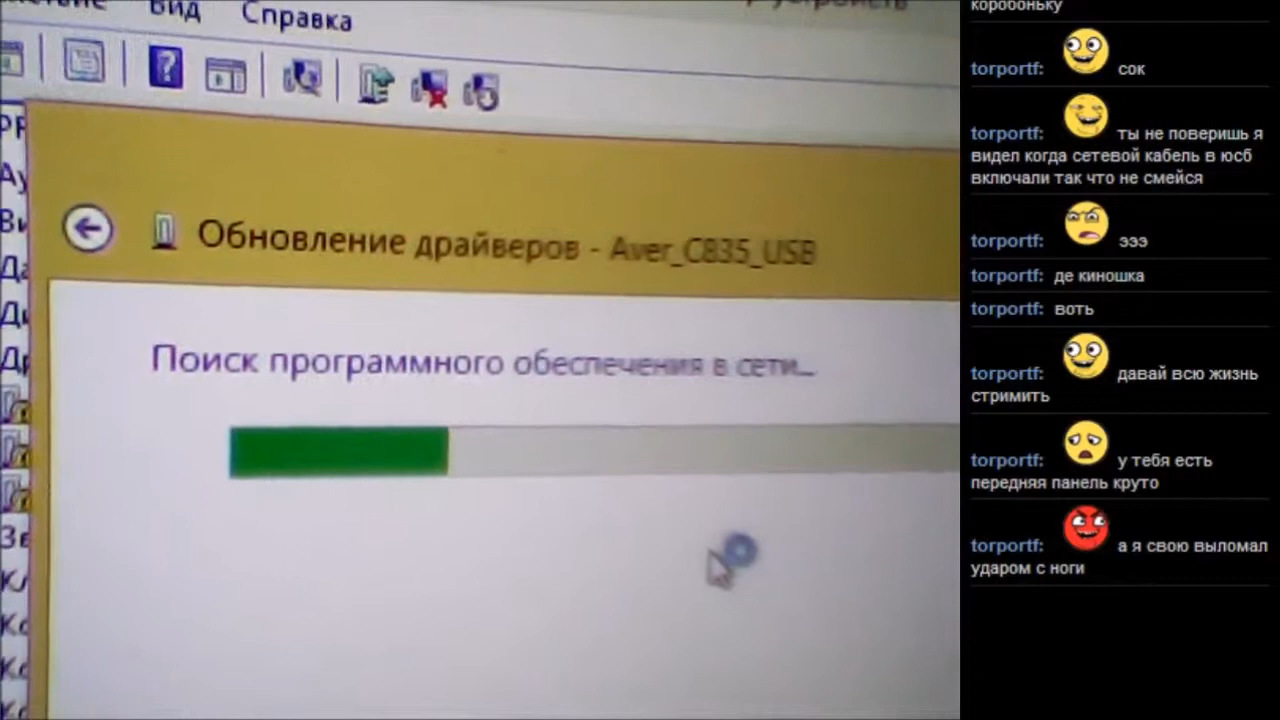 Вид
Справка
Обновление драйверов - Aver_C835_USB
Поиск программного обеспечения в сети...
коробоньку
torportf: сок
torportf: ты не поверишь я
видел когда сетевой кабель в юсб
включали так что не смейся
torportf: эээ
torportf: де киношка
torportf: воть
torportf: давай всю жизнь
стримить
torportf: у тебя есть
передняя панель круто
torportf: а я свою выломал
ударом с ноги